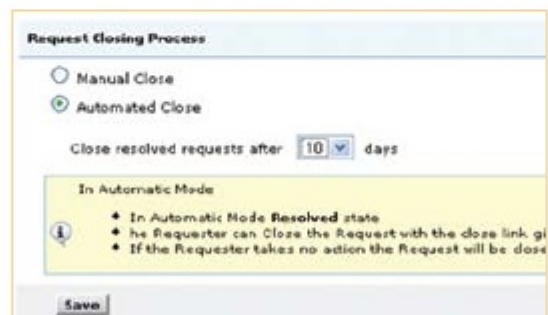 Request Closing Process
Manual Close
Automated Close
Close resolved requests after 10 days
In Automatic Mode
In Automatic Mode Resolved state
he Requester can Close the Request with the close link gi
If the Requester takes no action the Request will be close
Save